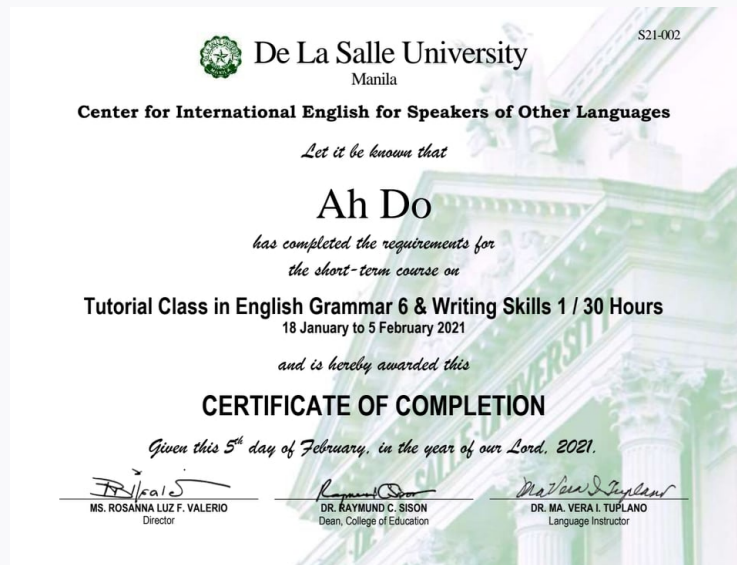 S21-002
De La Salle University
Manila
Center for International English for Speakers of Other Languages
Let it be known that
Ah Do
has completed the requirements for
the short-term course on
Tutorial Class in English Grammar 6 & Writing Skills 1 / 30 Hours
18 January to 5 February 2021
and is hereby awarded this
CERTIFICATE OF COMPLETION
Given this 5th day of February, in the year of our Lord, 2021.
MS. ROSANNA LUZ F. VALERIO
Director
DR. RAYMUND C. SISON
Dean, College of Education
DR. MA. VERA I. TUPLANO
Language Instructor